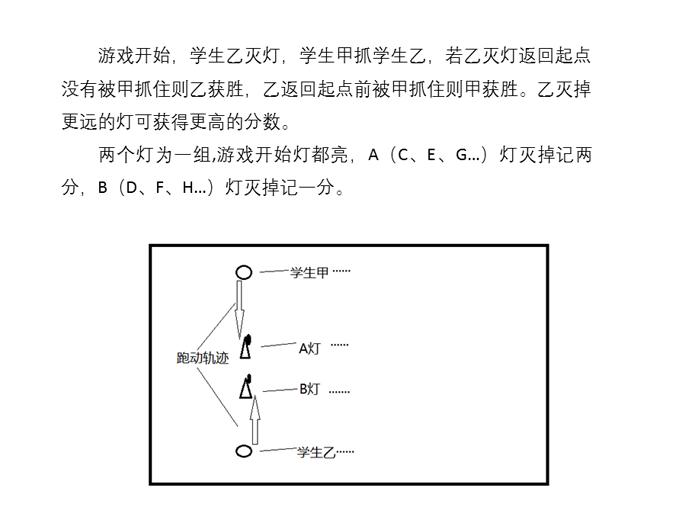 游戏开始，学生乙灭灯，学生甲抓学生乙，若乙灭灯返回起点
没有被甲抓住则乙获胜，乙返回起点前被甲抓住则甲获胜。乙灭掉
更远的灯可获得更高的分数。
两个灯为一组,游戏开始灯都亮，A（C、E、G...）灯灭掉记两
分，B（D、F、H...）灯灭掉记一分。
学生甲 ······
A灯 ······
跑动轨迹
B灯 .......
学生乙······